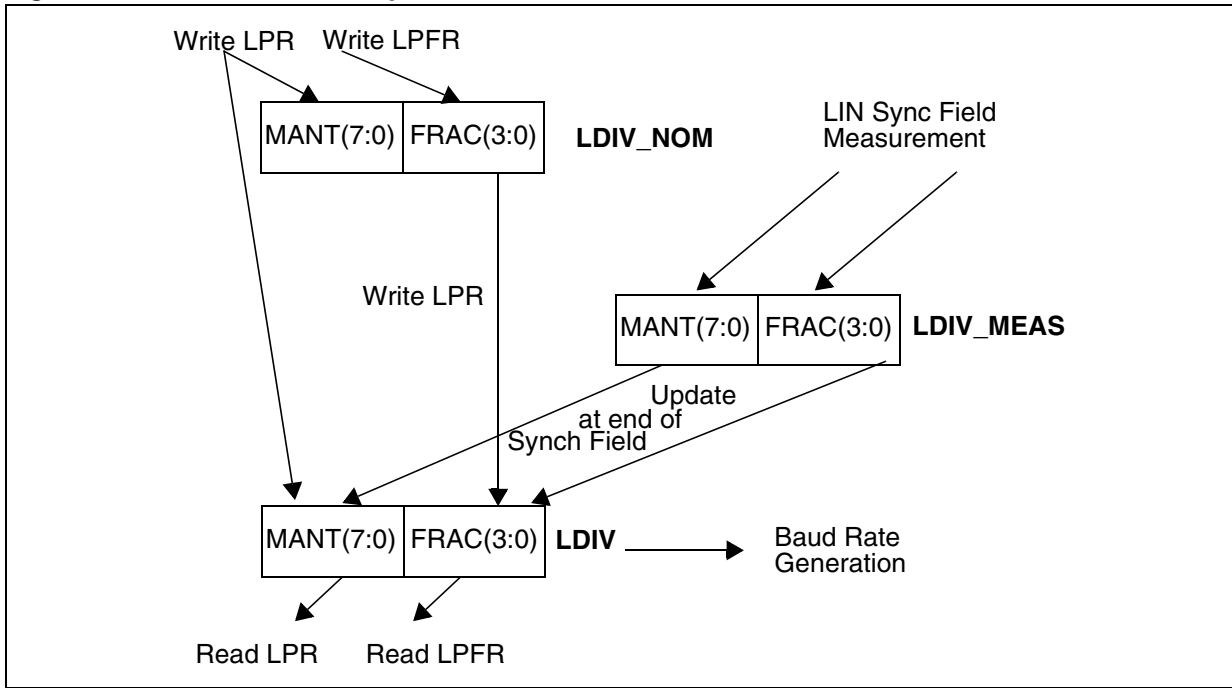 Write LPR Write LPFR
MANT(7:0) FRAC(3:0) LDIV_NOM
LIN Sync Field
Measurement
Write LPR
MANT(7:0) FRAC(3:0) LDIV_MEAS
Update
at end of
Synch Field
MANT(7:0) FRAC(3:0) LDIV
Baud Rate
Generation
Read LPR Read LPFR